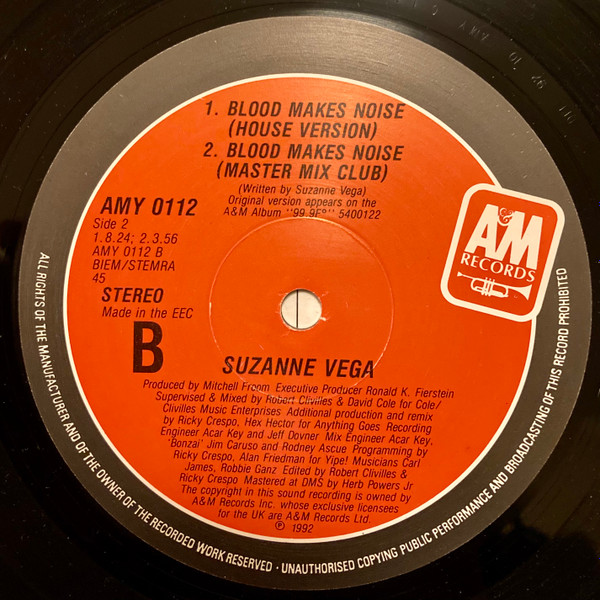 1. BLOOD MAKES NOISE
(HOUSE VERSION)
2. BLOOD MAKES NOISE
(MASTER MIX CLUB)
(Written by Suzanne Vega)
Original version appears on the
A&M Album "99.9F°" 5400122
AMY 0112
Side 2
1. 8.24; 2. 3.56
AMY 0112 B
BIEM/STEMRA
45
STEREO
Made in the EEC
B
A&M
RECORDS
SUZANNE VEGA
Produced by Mitchell Froom Executive Producer Ronald K. Fierstein
Supervised & Mixed by Robert Clivilles & David Cole for Cole/
Clivilles Music Enterprises Additional production and remix
by Ricky Crespo, Hex Hector for Anything Goes Recording
Engineer Acar Key and Jeff Dovner Mix Engineer Acar Key,
'Bonzai' Jim Caruso and Rodney Ascue Programming by
Ricky Crespo, Alan Friedman for Yipe! Musicians Carl
James, Robbie Ganz Edited by Robert Clivilles &
Ricky Crespo Mastered at DMS by Herb Powers Jr
The copyright in this sound recording is owned by
A&M Records Inc. whose exclusive licensees
for the UK are A&M Records Ltd.
℗ 1992
ALL RIGHTS OF THE MANUFACTURER AND OF THE OWNER OF THE RECORDED WORK RESERVED · UNAUTHORISED COPYING PUBLIC PERFORMANCE AND BROADCASTING OF THIS RECORD PROHIBITED